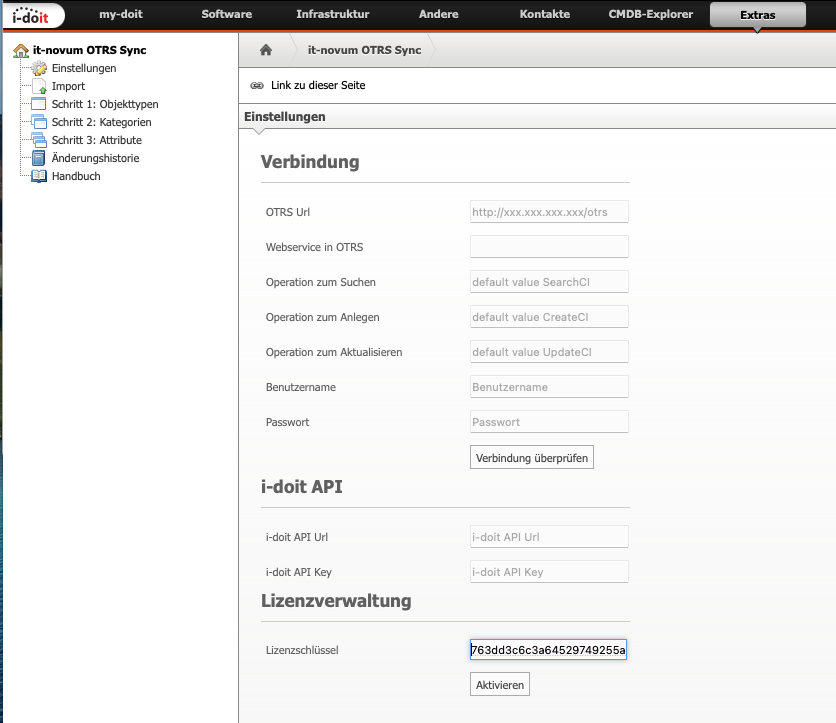 i-doit
my-doit Software Infrastruktur Andere Kontakte CMDB-Explorer Extras
it-novum OTRS Sync
Einstellungen
Import
Schritt 1: Objekttypen
Schritt 2: Kategorien
Schritt 3: Attribute
Änderungshistorie
Handbuch
it-novum OTRS Sync
Link zu dieser Seite
Einstellungen
Verbindung
OTRS Url http://xxx.xxx.xxx.xxx/otrs
Webservice in OTRS
Operation zum Suchen default value SearchCI
Operation zum Anlegen default value CreateCI
Operation zum Aktualisieren default value UpdateCI
Benutzername Benutzername
Passwort Passwort
Verbindung überprüfen
i-doit API
i-doit API Url i-doit API Url
i-doit API Key i-doit API Key
Lizenzverwaltung
Lizenzschlüssel 763dd3c6c3a64529749255a
Aktivieren